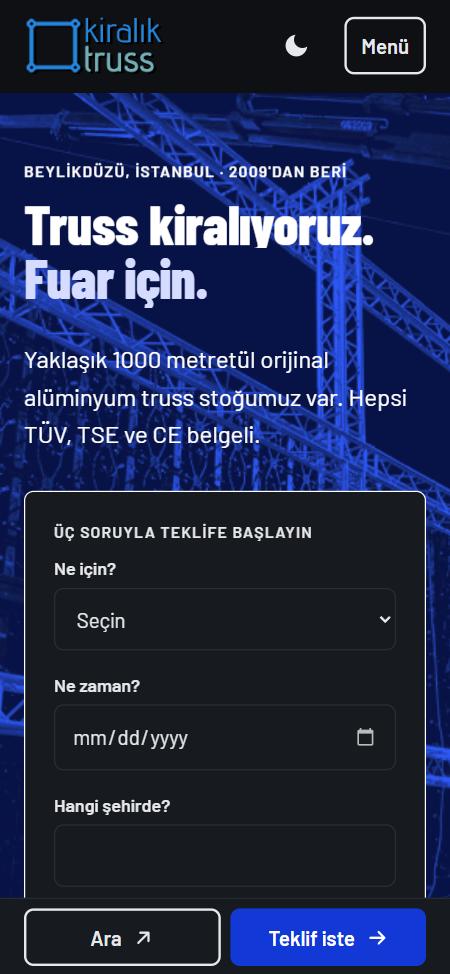 kiralık
truss
Menü
BEYLİKDÜZÜ, İSTANBUL · 2009'DAN BERİ
Truss kiralıyoruz.
Fuar için.
Yaklaşık 1000 metretül orijinal
alüminyum truss stoğumuz var. Hepsi
TÜV, TSE ve CE belgeli.
ÜÇ SORUYLA TEKLİFE BAŞLAYIN
Ne için?
Seçin
Ne zaman?
mm/dd/yyyy
Hangi şehirde?
Ara
Teklif iste